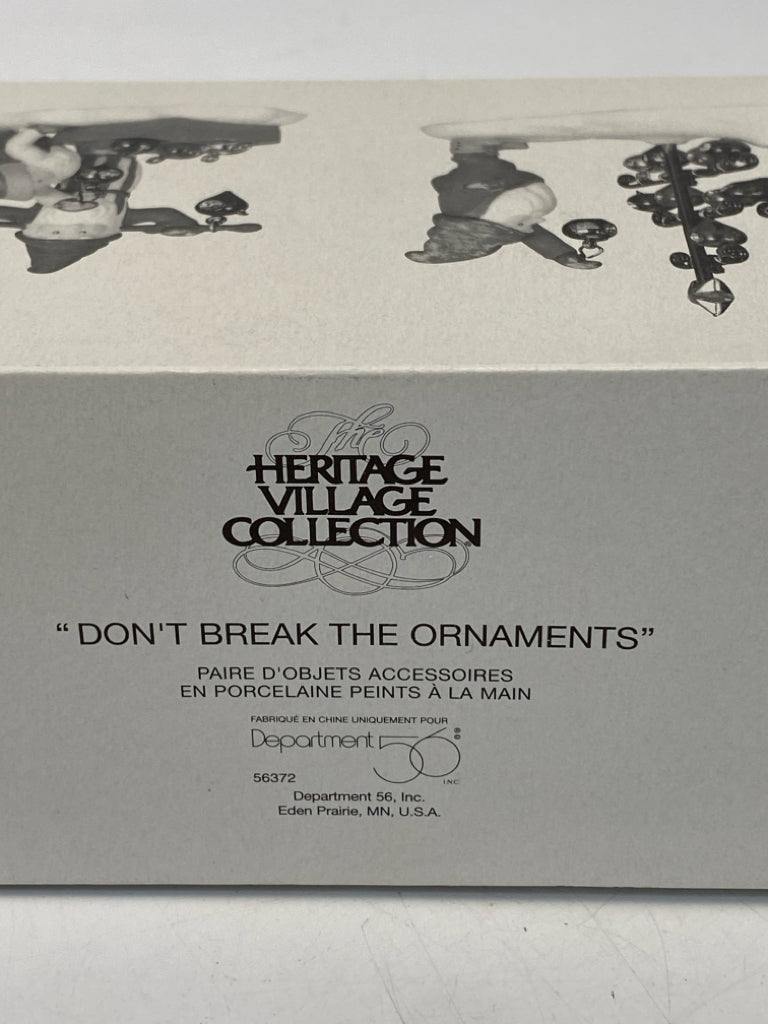 The
HERITAGE
VILLAGE
COLLECTION®
“DON'T BREAK THE ORNAMENTS”
PAIRE D'OBJETS ACCESSOIRES
EN PORCELAINE PEINTS À LA MAIN
FABRIQUÉ EN CHINE UNIQUEMENT POUR
Department 56 ®©
INC
56372
Department 56, Inc.
Eden Prairie, MN, U.S.A.